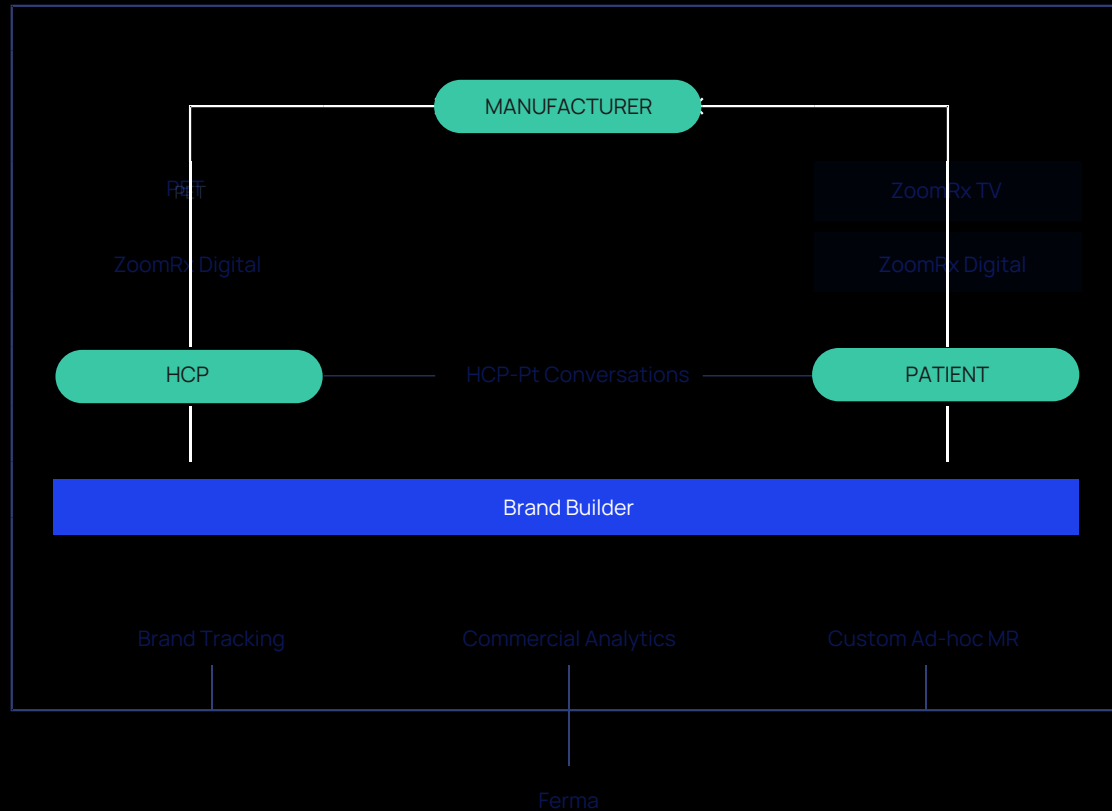 MANUFACTURER
PET
ZoomRx TV
ZoomRx Digital
ZoomRx Digital
HCP
HCP-Pt Conversations
PATIENT
Brand Builder
Brand Tracking
Commercial Analytics
Custom Ad-hoc MR
Ferma